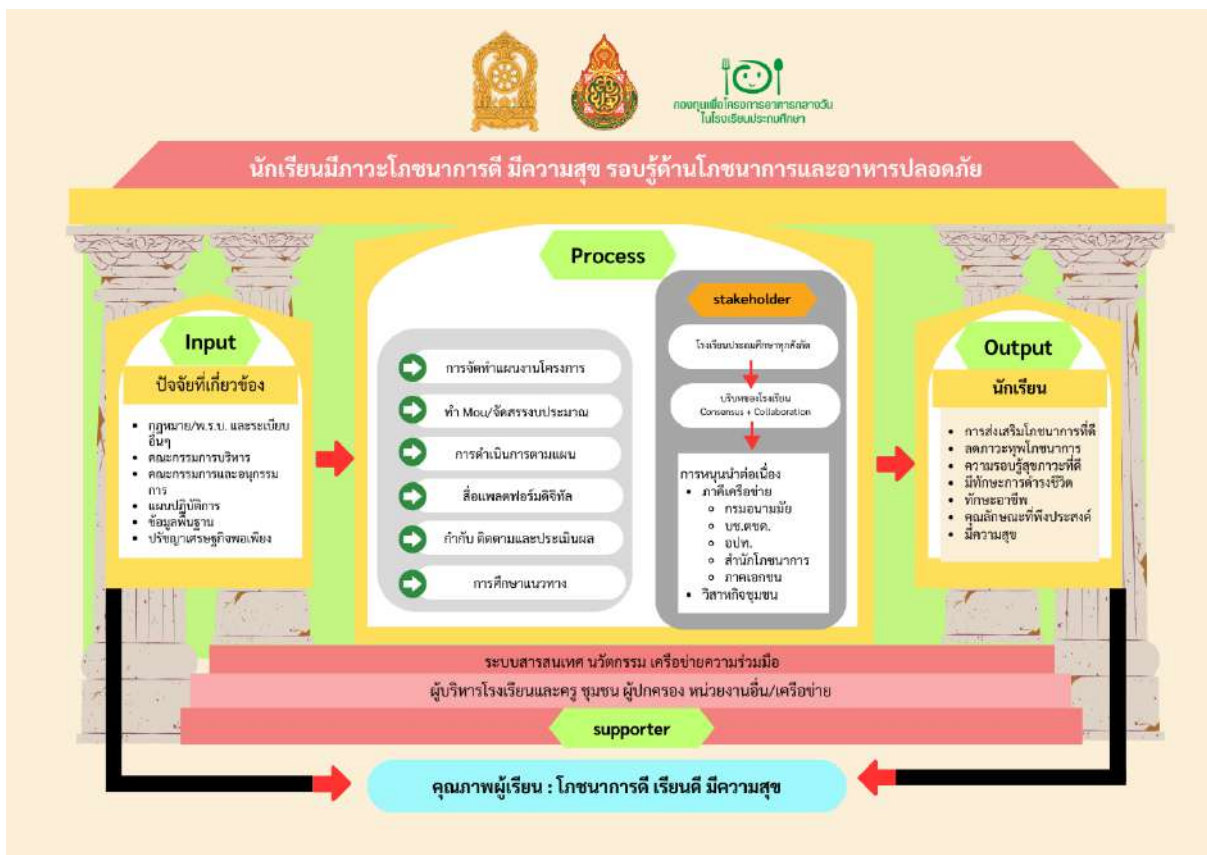 กองทุนเพื่อโครงการอาหารกลางวัน
ในโรงเรียนประถมศึกษา
นักเรียนมีภาวะโภชนาการดี มีความสุข รอบรู้ด้านโภชนาการและอาหารปลอดภัย
Input
ปัจจัยที่เกี่ยวข้อง
กฎหมาย/พ.ร.บ. และระเบียบ
อื่นๆ
คณะกรรมการบริหาร
คณะกรรมการและอนุกรรม
การ
แผนปฏิบัติการ
ข้อมูลพื้นฐาน
ปรัชญาเศรษฐกิจพอเพียง
Process
การจัดทำแผนงานโครงการ
ทำ Mou/จัดสรรงบประมาณ
การดำเนินการตามแผน
สื่อแพลตฟอร์มดิจิทัล
กำกับ ติดตามและประเมินผล
การศึกษาแนวทาง
stakeholder
โรงเรียนประถมศึกษาทุกสังกัด
บริบทของโรงเรียน
Consensus + Collaboration
การหนุนนำต่อเนื่อง
ภาคีเครือข่าย
กรมอนามมัย
บช.ตชด.
อปท.
สำนักโภชนาการ
ภาคเอกชน
วิสาหกิจชุมชน
Output
นักเรียน
การส่งเสริมโภชนาการที่ดี
ลดภาวะทุพโภชนาการ
ความรอบรู้สุขภาวะที่ดี
มีทักษะการดำรงชีวิต
ทักษะอาชีพ
คุณลักษณะที่พึงประสงค์
มีความสุข
ระบบสารสนเทศ นวัตกรรม เครือข่ายความร่วมมือ
ผู้บริหารโรงเรียนและครู ชุมชน ผู้ปกครอง หน่วยงานอื่น/เครือข่าย
supporter
คุณภาพผู้เรียน : โภชนาการดี เรียนดี มีความสุข